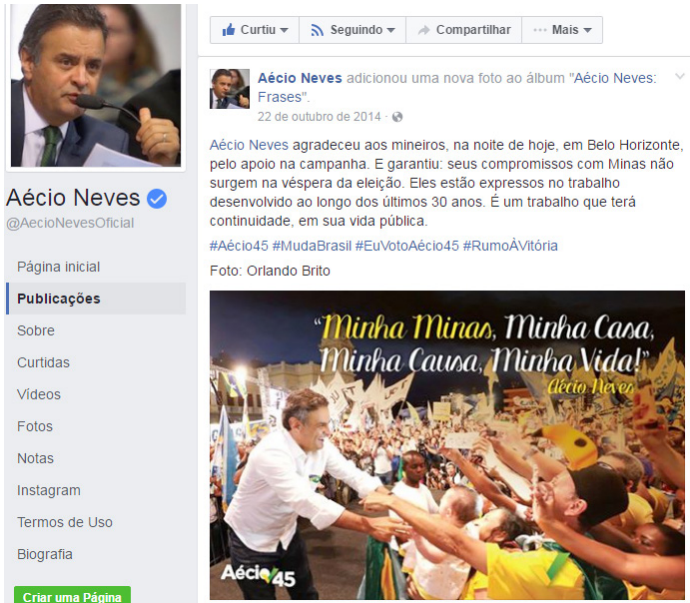 Curtiu
Seguindo
Compartilhar
Mais
Aécio Neves adicionou uma nova foto ao álbum "Aécio Neves:
Frases".
22 de outubro de 2014 ·
Aécio Neves agradeceu aos mineiros, na noite de hoje, em Belo Horizonte,
pelo apoio na campanha. E garantiu: seus compromissos com Minas não
surgem na véspera da eleição. Eles estão expressos no trabalho
desenvolvido ao longo dos últimos 30 anos. É um trabalho que terá
continuidade, em sua vida pública.
#Aécio45 #MudaBrasil #EuVotoAécio45 #RumoÀVitória
Foto: Orlando Brito
"Minha Minas, Minha Casa,
Minha Causa, Minha Vida!"
Aécio Neves
Aécio45
Aécio Neves
@AecioNevesOficial
Página inicial
Publicações
Sobre
Curtidas
Vídeos
Fotos
Notas
Instagram
Termos de Uso
Biografia
Criar uma Página